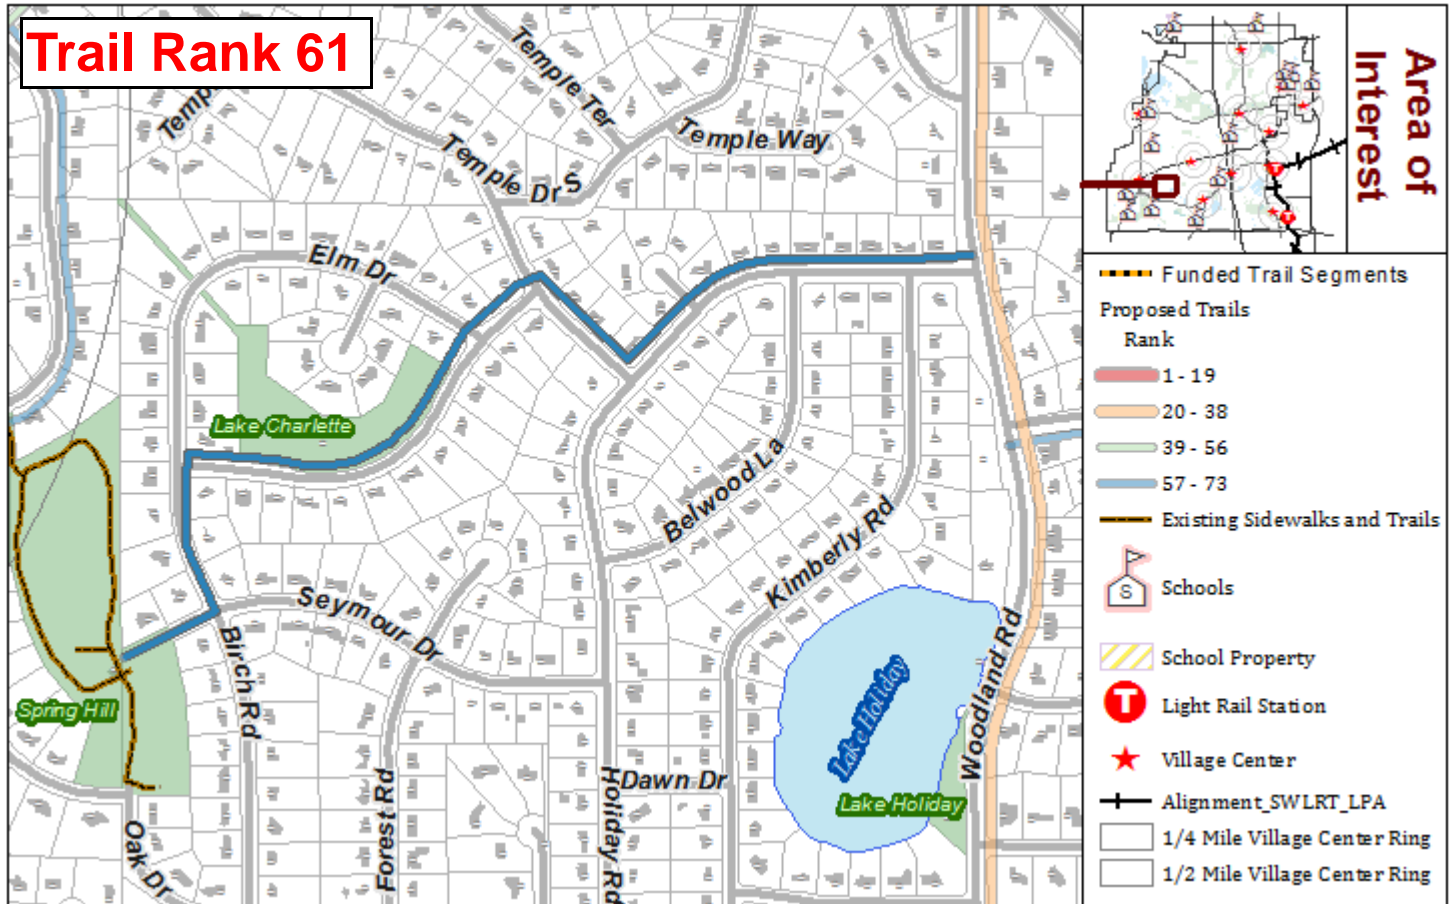 Trail Rank 61
Temple Ter
Temple Way
Temple Dr S
Elm Dr
Lake Charlette
Belwood La
Kimberly Rd
Seymour Dr
Birch Rd
Spring Hill
Oak Dr
Forest Rd
Holiday Rd
Dawn Dr
Lake Holiday
Lake Holiday
Woodland Rd
Area of
Interest
Funded Trail Segments
Proposed Trails
Rank
1 - 19
20 - 38
39 - 56
57 - 73
Existing Sidewalks and Trails
S
Schools
School Property
T
Light Rail Station
Village Center
Alignment_SWLRT_LPA
1/4 Mile Village Center Ring
1/2 Mile Village Center Ring